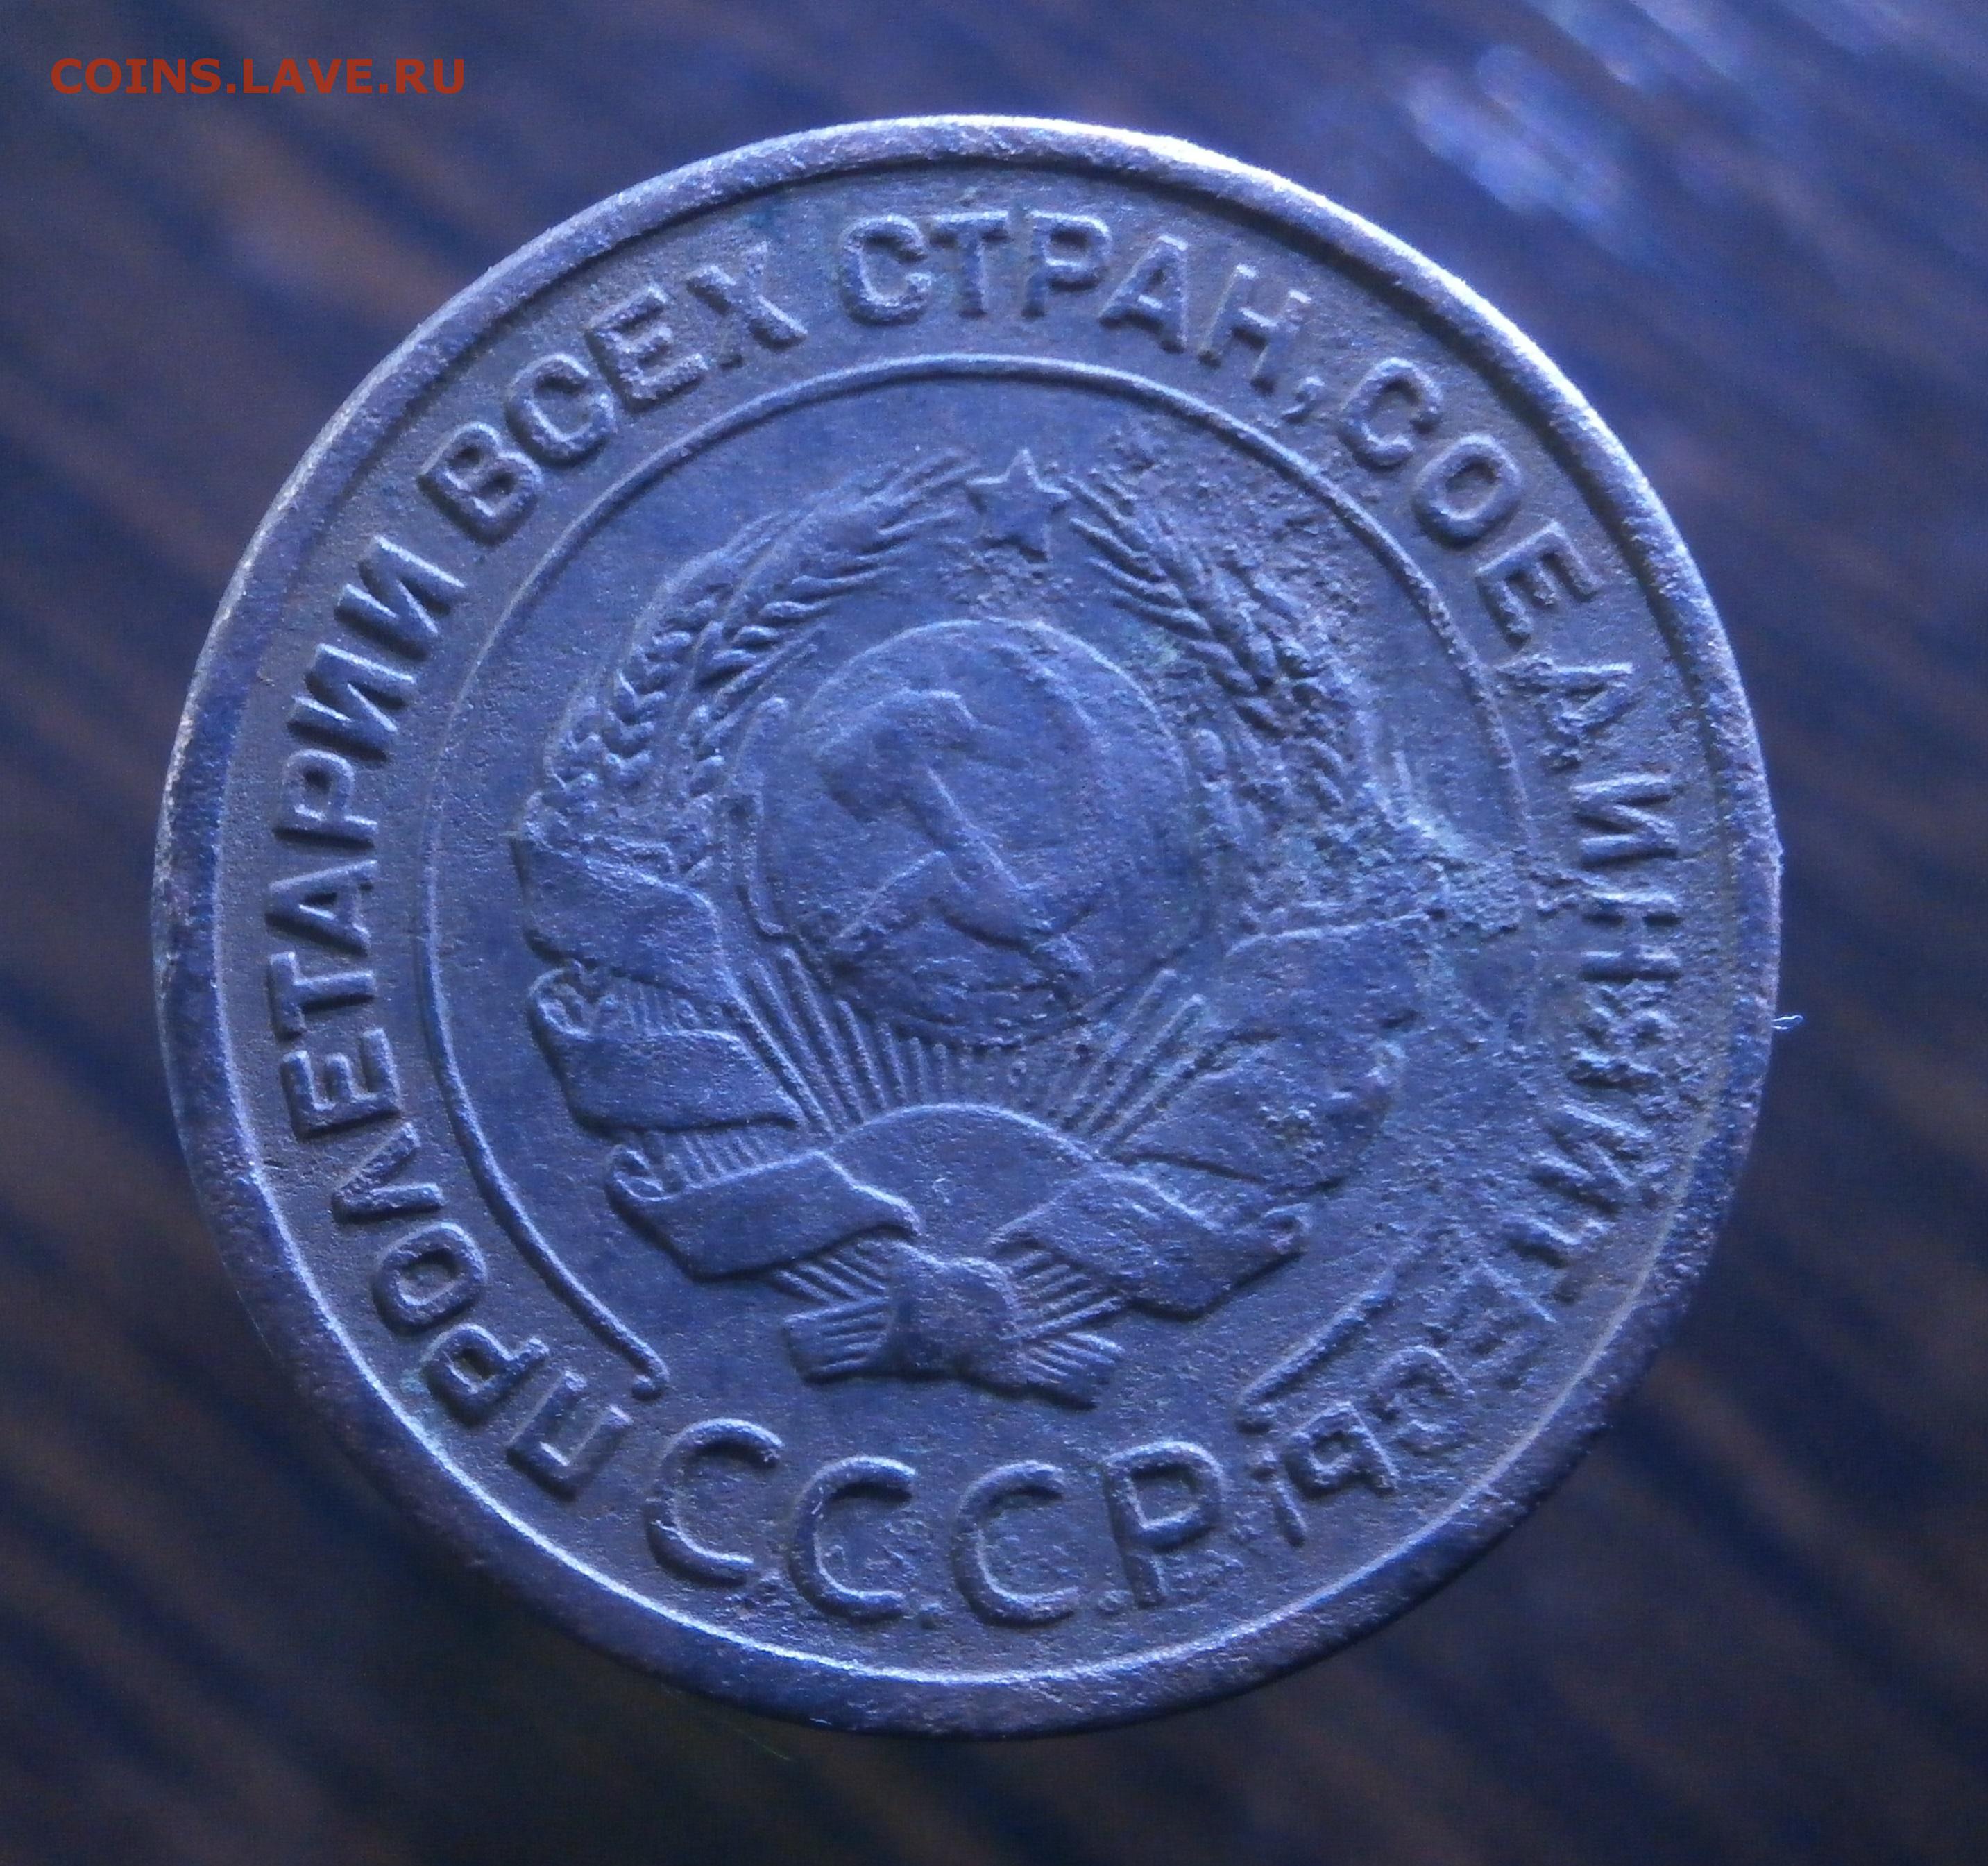 COINS.LAVE.RU
ПРОЛЕТАРИИ ВСЕХ СТРАН, СОЕДИНЯЙТЕСЬ
С.С.С.Р.